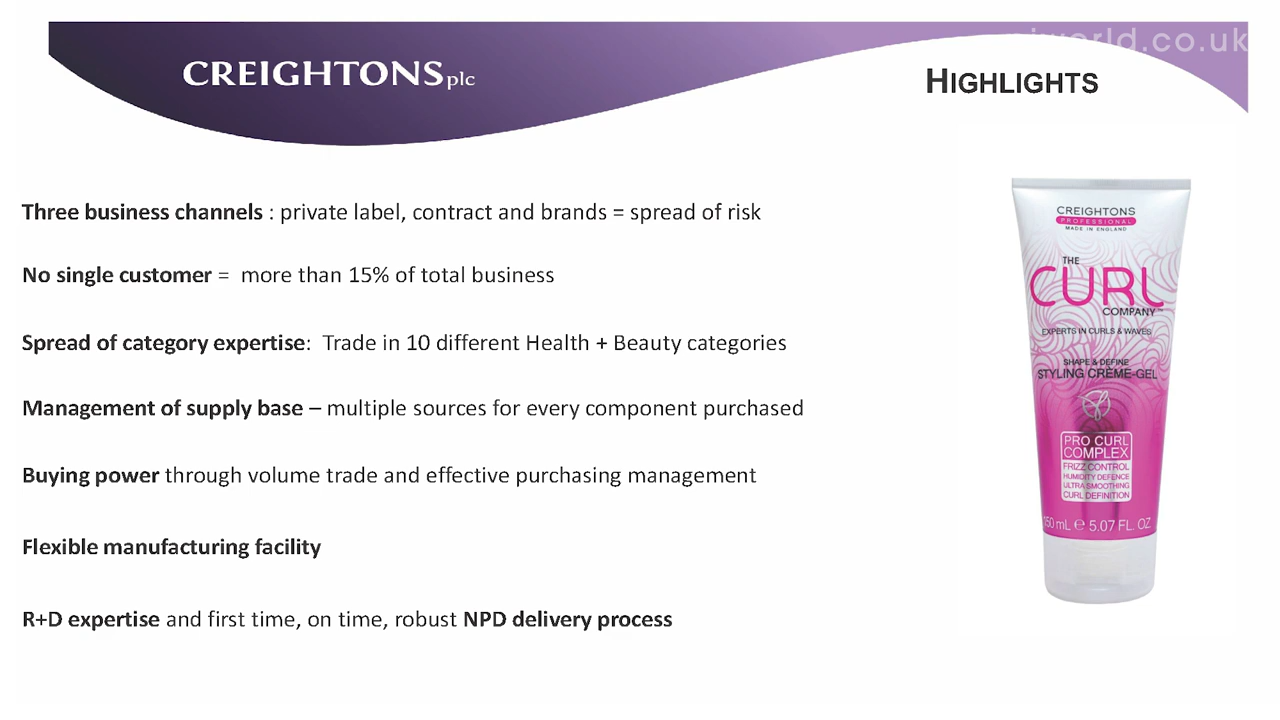 CREIGHTONS plc
HIGHLIGHTS
Three business channels : private label, contract and brands = spread of risk
No single customer = more than 15% of total business
Spread of category expertise: Trade in 10 different Health + Beauty categories
Management of supply base – multiple sources for every component purchased
Buying power through volume trade and effective purchasing management
Flexible manufacturing facility
R+D expertise and first time, on time, robust NPD delivery process
CREIGHTONS
PROFESSIONAL
MADE IN ENGLAND
THE
CURL
COMPANY™
EXPERTS IN CURLS & WAVES
SHAPE & DEFINE
STYLING CRÈME-GEL
PRO CURL
COMPLEX
FRIZZ CONTROL
HUMIDITY DEFENCE
ULTRA SMOOTHING
CURL DEFINITION
150 mL ℮ 5.07 FL. OZ